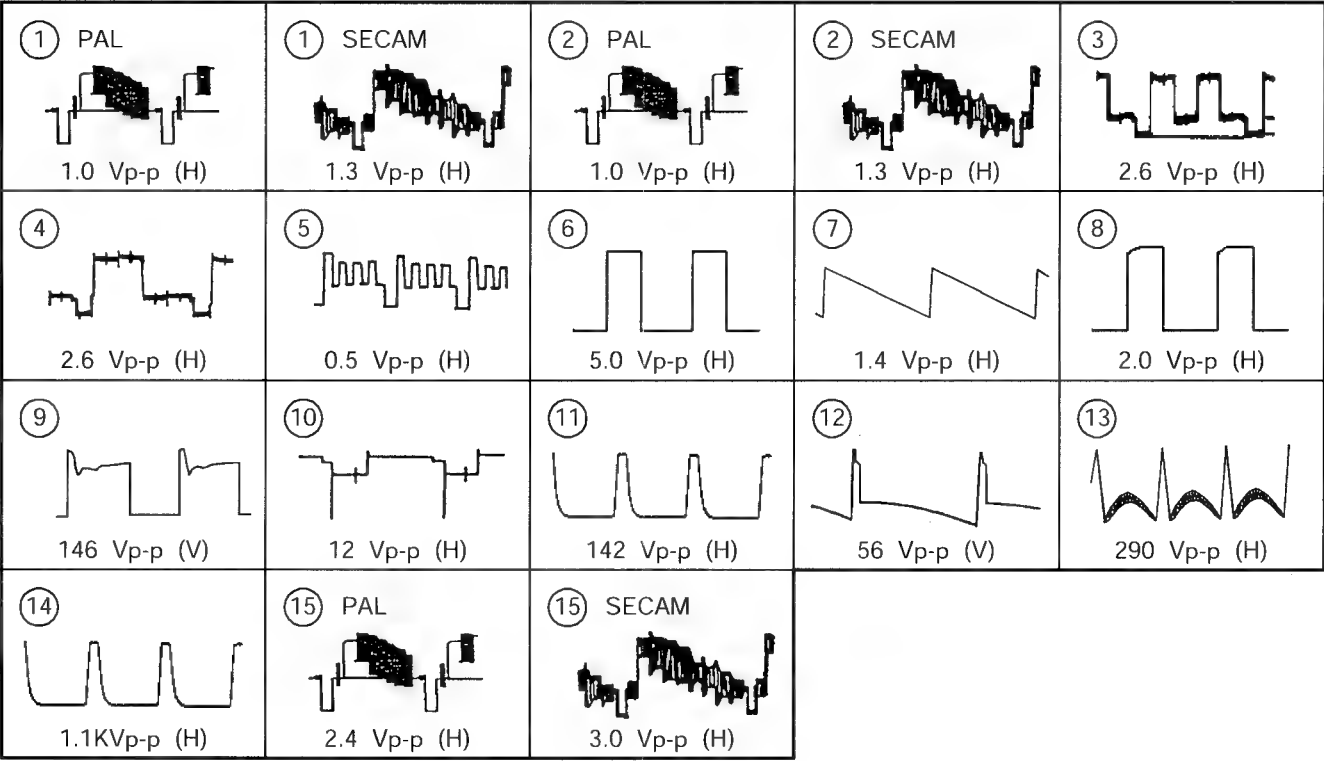 ① PAL
1.0 Vp-p (H)
① SECAM
1.3 Vp-p (H)
② PAL
1.0 Vp-p (H)
② SECAM
1.3 Vp-p (H)
③
2.6 Vp-p (H)
④
2.6 Vp-p (H)
⑤
0.5 Vp-p (H)
⑥
5.0 Vp-p (H)
⑦
1.4 Vp-p (H)
⑧
2.0 Vp-p (H)
⑨
146 Vp-p (V)
⑩
12 Vp-p (H)
⑪
142 Vp-p (H)
⑫
56 Vp-p (V)
⑬
290 Vp-p (H)
⑭
1.1KVp-p (H)
⑮ PAL
2.4 Vp-p (H)
⑮ SECAM
3.0 Vp-p (H)